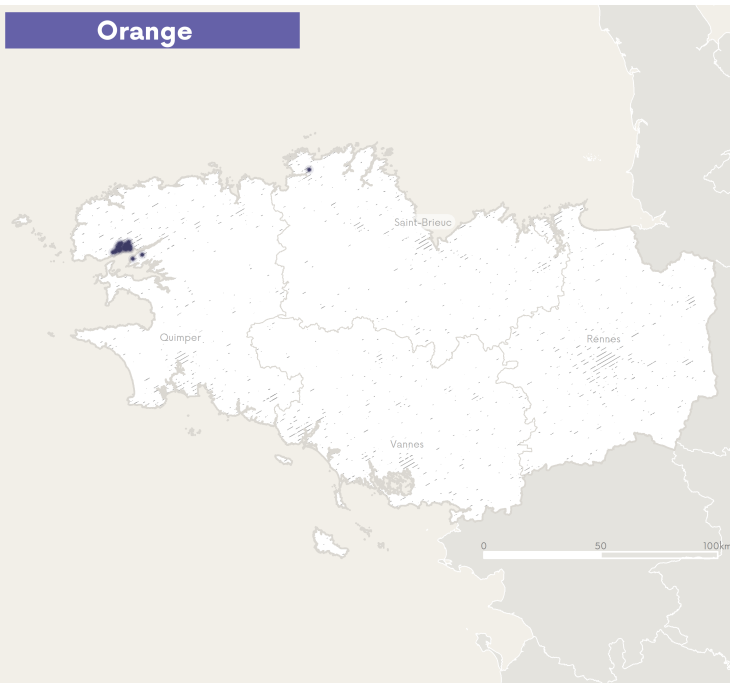 Orange
Saint-Brieuc
Quimper
Rennes
Vannes
0 50 100km